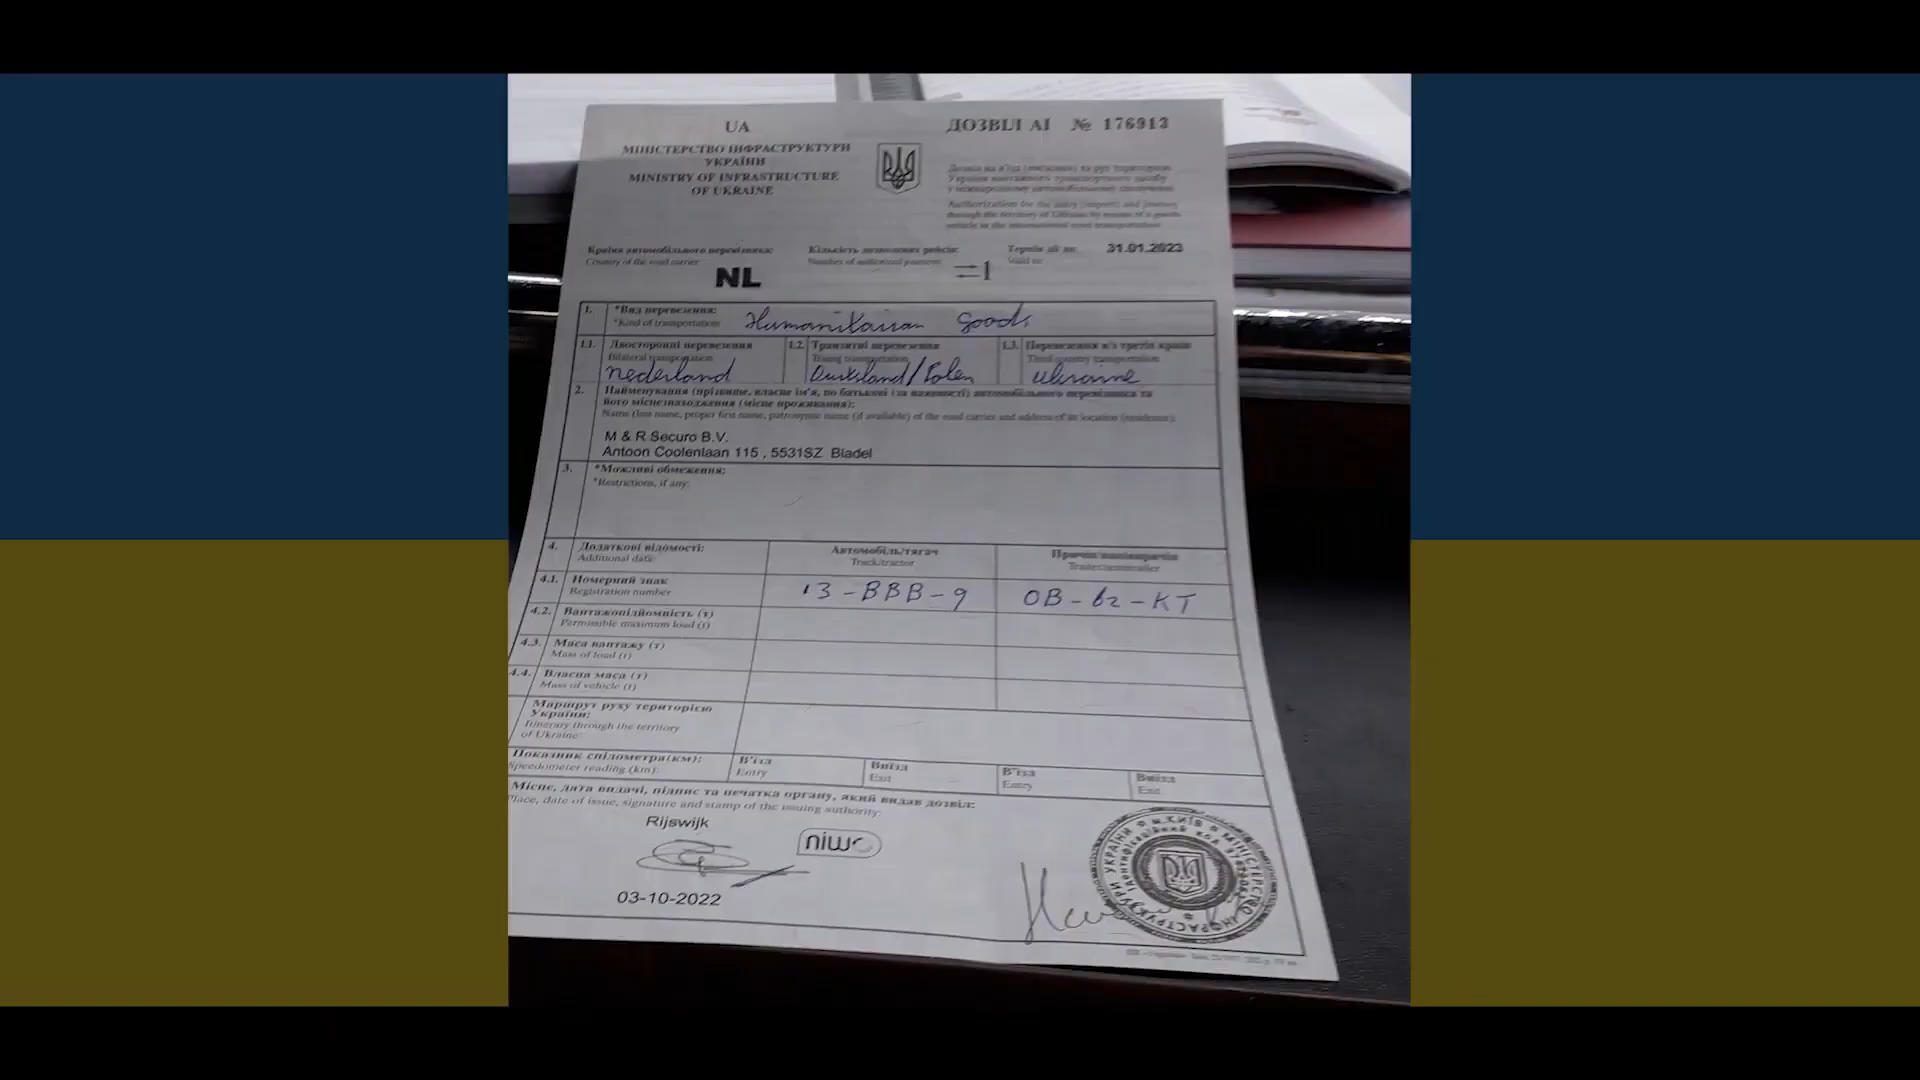 UA
МІНІСТЕРСТВО ІНФРАСТРУКТУРИ
УКРАЇНИ
MINISTRY OF INFRASTRUCTURE
OF UKRAINE
ДОЗВІЛ АІ № 176913
Дозвіл на в'їзд (виїзд) та рух територією
України вантажного транспортного засобу
у міжнародному автомобільному сполученні
Authorization for the entry (import) and journey
through the territory of Ukraine by means of a goods
vehicle in the international road transportation
Країна автомобільного перевізника:
Country of the road carrier:
NL
Кількість дозволених рейсів:
Number of authorized journeys:
⇄1
Термін дії до:
Valid to:
31.01.2023
1. *Вид перевезення:
*Kind of transportation:
Humanitairan goods
1.1. Двосторонні перевезення
Bilateral transportation
nederland
1.2. Транзитні перевезення
Transit transportation
Duitsland/Polen
1.3. Перевезення в/з третіх країн
Third country transportation
Ukraine
2. Найменування (прізвище, власне ім'я, по батькові (за наявності) автомобільного перевізника та
його місцезнаходження (місце проживання):
Name (last name, proper first name, patronymic name (if available) of the road carrier and address of its location (residence):
M & R Securo B.V.
Antoon Coolenlaan 115 , 5531SZ Bladel
3. *Можливі обмеження:
*Restrictions, if any:
4. Додаткові відомості:
Additional date:
Автомобіль/тягач
Truck/tractor
Причіп/напівпричіп
Trailer/semitrailer
4.1. Номерний знак
Registration number
13-BBB-9
OB-62-KT
4.2. Вантажопідйомність (т)
Permissible maximum load (t)
4.3. Маса вантажу (т)
Mass of load (t)
4.4. Власна маса (т)
Mass of vehicle (t)
Маршрут руху територією
України:
Itinerary through the territory
of Ukraine:
Показник спідометра(км):
Speedometer reading (km):
В'їзд
Entry
Виїзд
Exit
В'їзд
Entry
Виїзд
Exit
Місце, дата видачі, підпис та печатка органу, який видав дозвіл:
Place, date of issue, signature and stamp of the issuing authority:
Rijswijk
niwo
03-10-2022
УКРАЇНА * м.КИЇВ * МІНІСТЕРСТВО ІНФРАСТРУКТУРИ